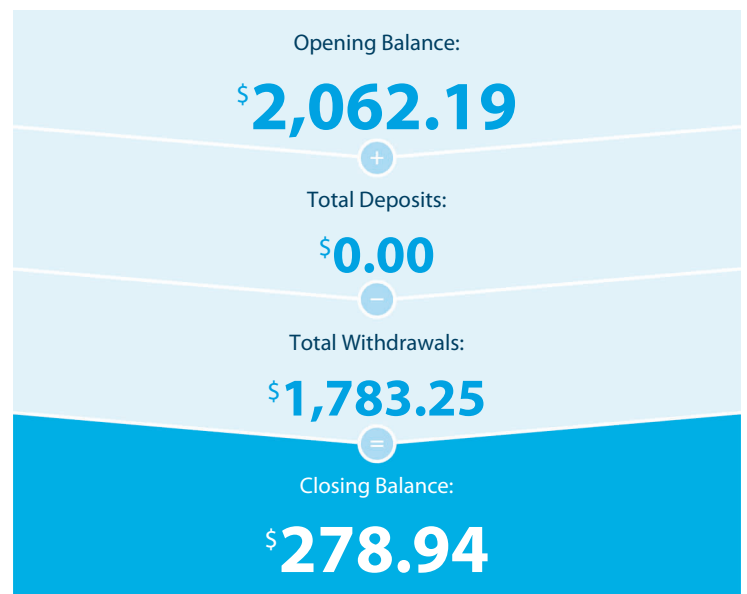 Opening Balance:
$2,062.19
+
Total Deposits:
$0.00
−
Total Withdrawals:
$1,783.25
=
Closing Balance:
$278.94